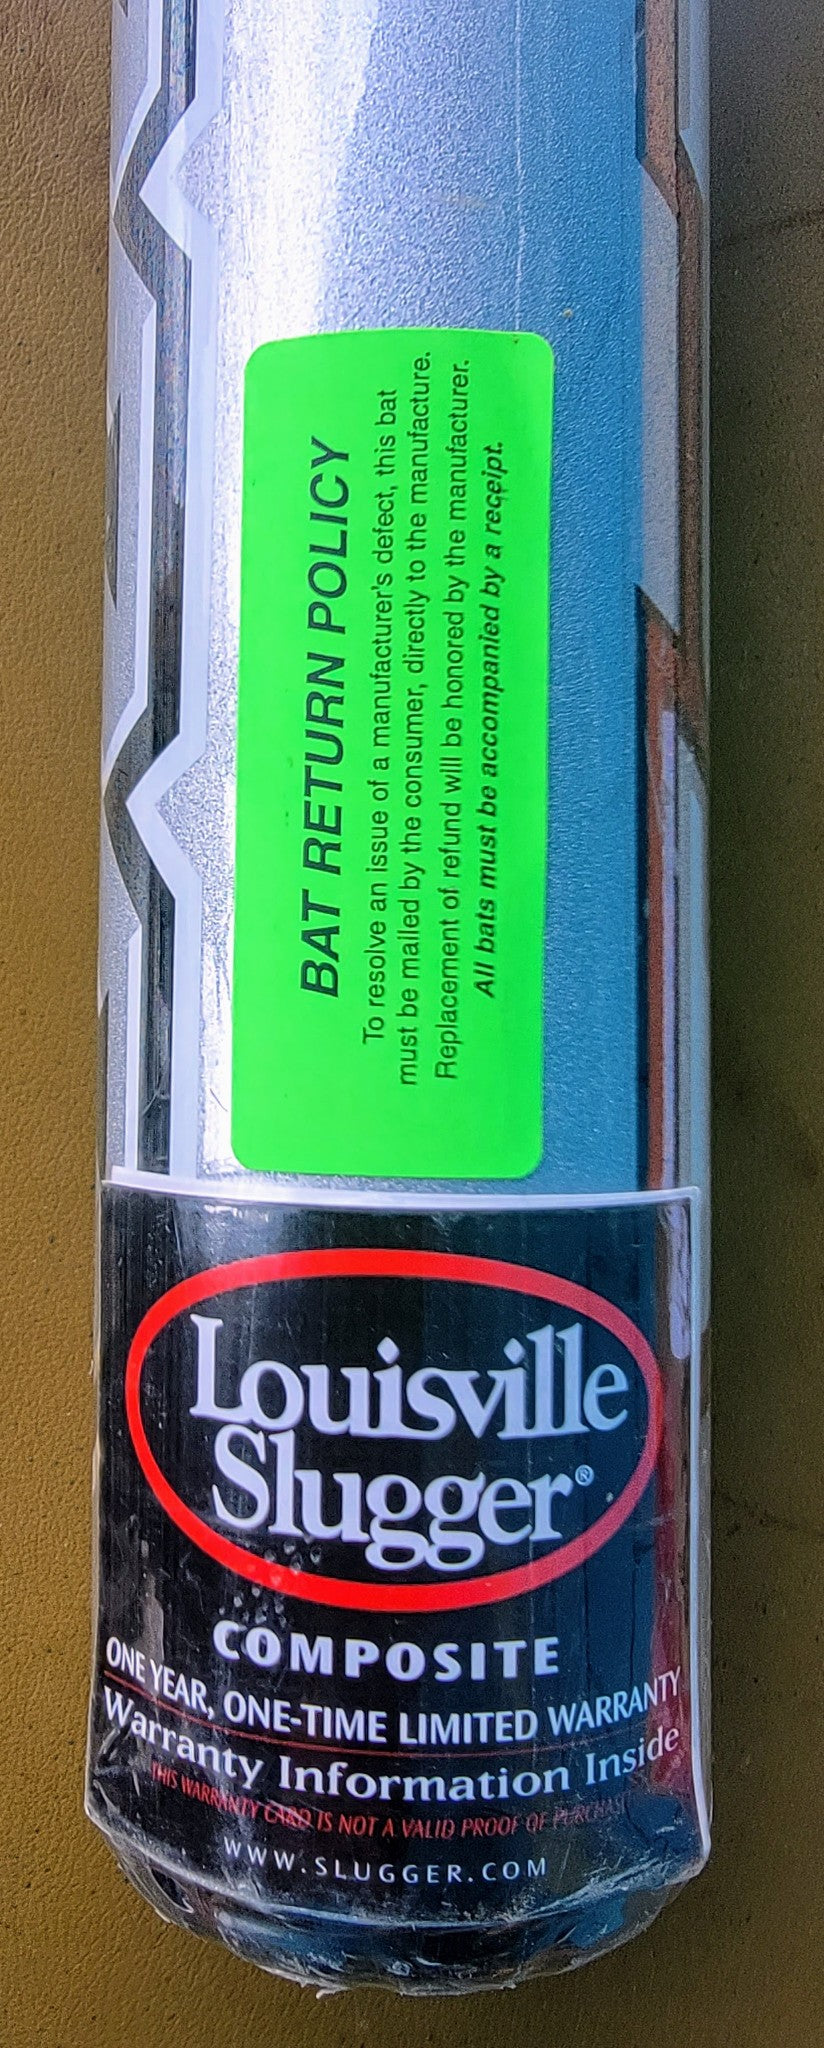 BAT RETURN POLICY
To resolve an issue of a manufacturer's defect, this bat
must be mailed by the consumer, directly to the manufacture.
Replacement of refund will be honored by the manufacturer.
All bats must be accompanied by a receipt.
Louisville
Slugger®
COMPOSITE
ONE YEAR, ONE-TIME LIMITED WARRANTY
Warranty Information Inside
THIS WARRANTY CARD IS NOT A VALID PROOF OF PURCHASE
WWW.SLUGGER.COM